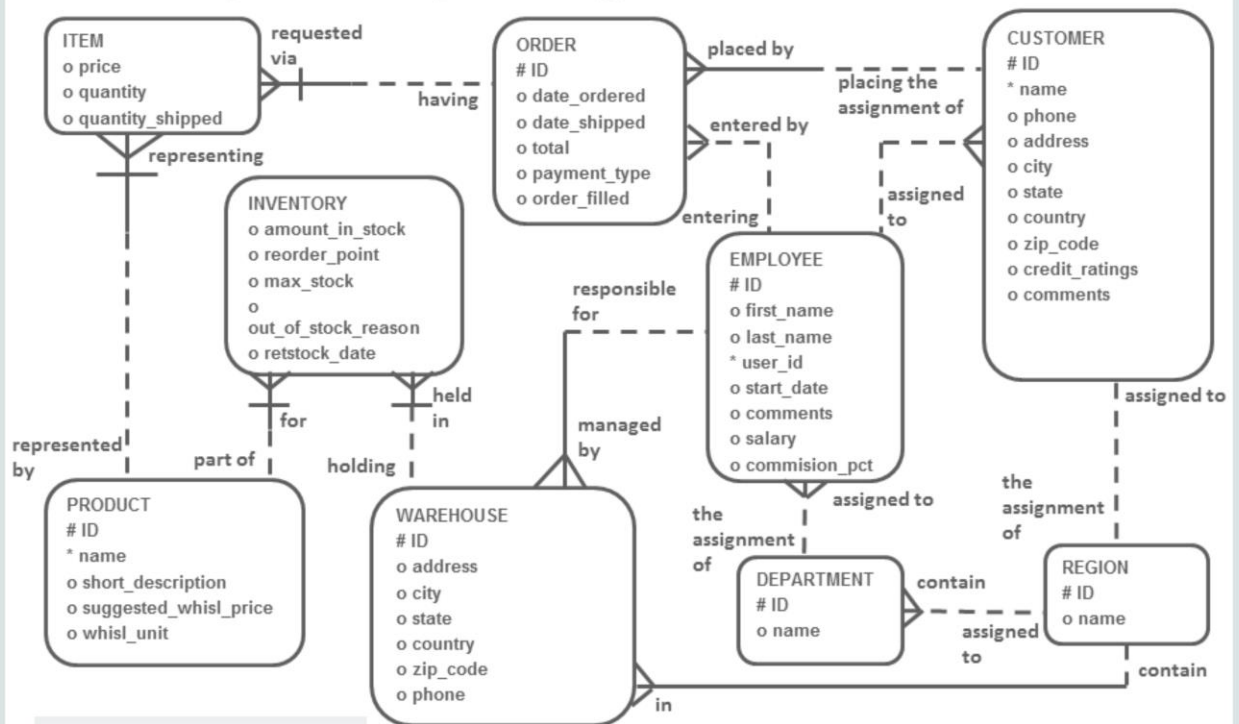 ITEM
o price
o quantity
o quantity_shipped
requested
via
having
ORDER
# ID
o date_ordered
o date_shipped
o total
o payment_type
o order_filled
placed by
placing the
assignment of
entered by
entering
CUSTOMER
# ID
* name
o phone
o address
o city
o state
o country
o zip_code
o credit_ratings
o comments
assigned
to
representing
represented
by
INVENTORY
o amount_in_stock
o reorder_point
o max_stock
o
out_of_stock_reason
o retstock_date
for
part of
held
in
holding
responsible
for
managed
by
EMPLOYEE
# ID
o first_name
o last_name
* user_id
o start_date
o comments
o salary
o commision_pct
assigned to
the
assignment
of
assigned to
the
assignment
of
PRODUCT
# ID
* name
o short_description
o suggested_whisl_price
o whisl_unit
WAREHOUSE
# ID
o address
o city
o state
o country
o zip_code
o phone
DEPARTMENT
# ID
o name
contain
assigned
to
REGION
# ID
o name
contain
in